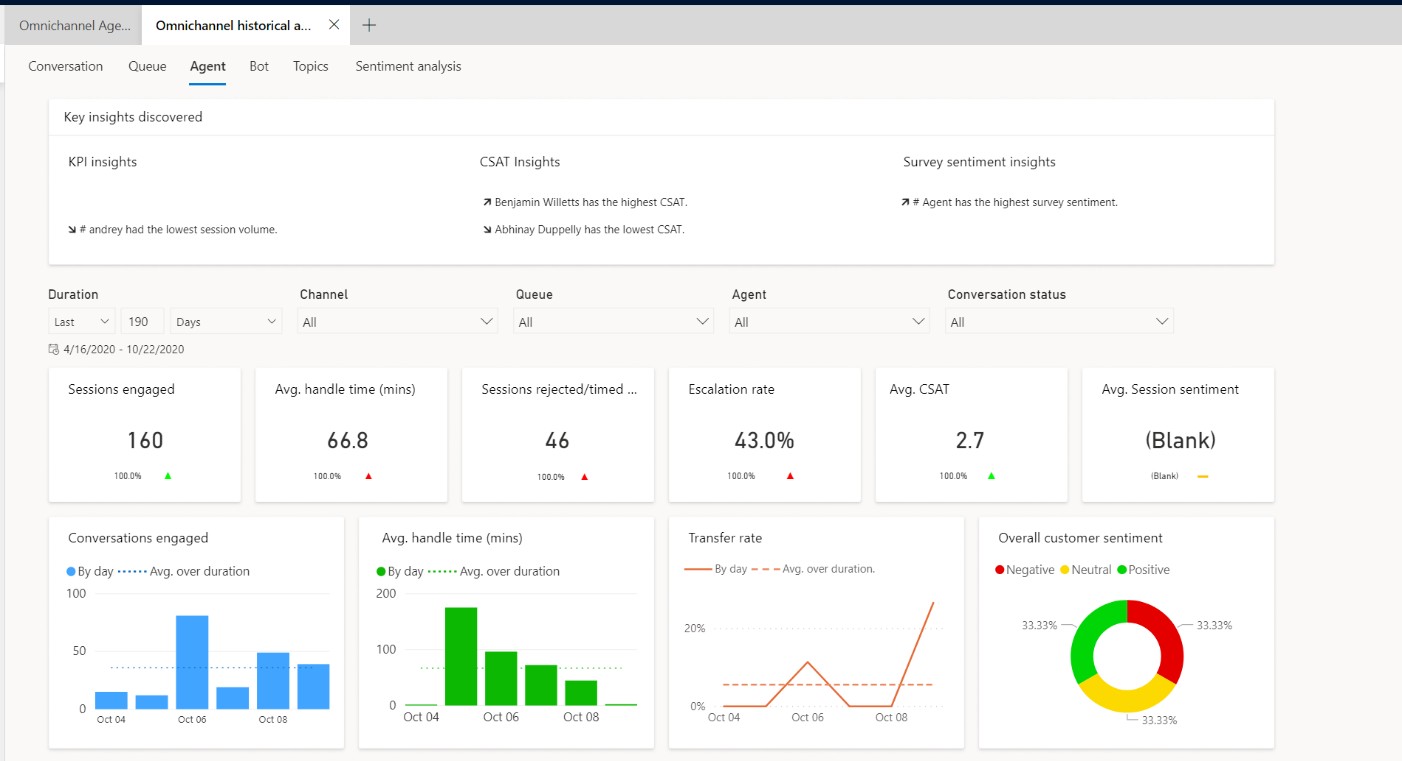 Omnichannel Age...
Omnichannel historical a...
Conversation Queue Agent Bot Topics Sentiment analysis
Key insights discovered
KPI insights
# andrey had the lowest session volume.
CSAT Insights
Benjamin Willetts has the highest CSAT.
Abhinay Duppelly has the lowest CSAT.
Survey sentiment insights
# Agent has the highest survey sentiment.
Duration Channel Queue Agent Conversation status
Last 190 Days All All All All
4/16/2020 - 10/22/2020
Sessions engaged
160
100.0%
Avg. handle time (mins)
66.8
100.0%
Sessions rejected/timed ...
46
100.0%
Escalation rate
43.0%
100.0%
Avg. CSAT
2.7
100.0%
Avg. Session sentiment
(Blank)
(Blank)
Conversations engaged
By day Avg. over duration
100
50
0
Oct 04 Oct 06 Oct 08
Avg. handle time (mins)
By day Avg. over duration
200
100
0
Oct 04 Oct 06 Oct 08
Transfer rate
By day Avg. over duration.
20%
0%
Oct 04 Oct 06 Oct 08
Overall customer sentiment
Negative Neutral Positive
33.33% 33.33%
33.33%